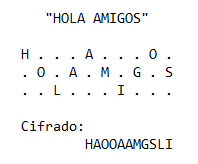 "HOLA AMIGOS"
H . . . A . . . O .
. O . A . M . G . S
. . L . . . I . . .
Cifrado:
HAOOAAMGSLI